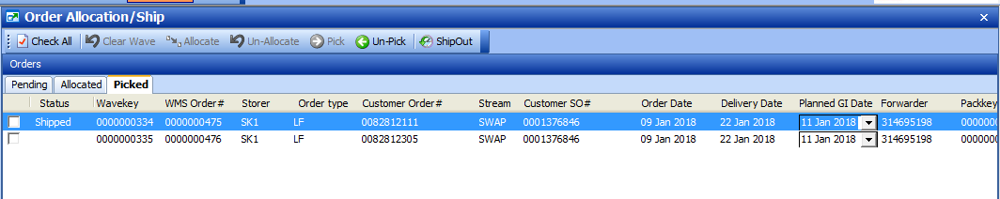 Order Allocation/Ship
Check All Clear Wave Allocate Un-Allocate Pick Un-Pick ShipOut
Orders
Pending Allocated Picked
Status Wavekey WMS Order# Storer Order type Customer Order# Stream Customer SO# Order Date Delivery Date Planned GI Date Forwarder Packkey
Shipped 0000000334 0000000475 SK1 LF 0082812111 SWAP 0001376846 09 Jan 2018 22 Jan 2018 11 Jan 2018 314695198 000000
0000000335 0000000476 SK1 LF 0082812305 SWAP 0001376846 09 Jan 2018 22 Jan 2018 11 Jan 2018 314695198 000000